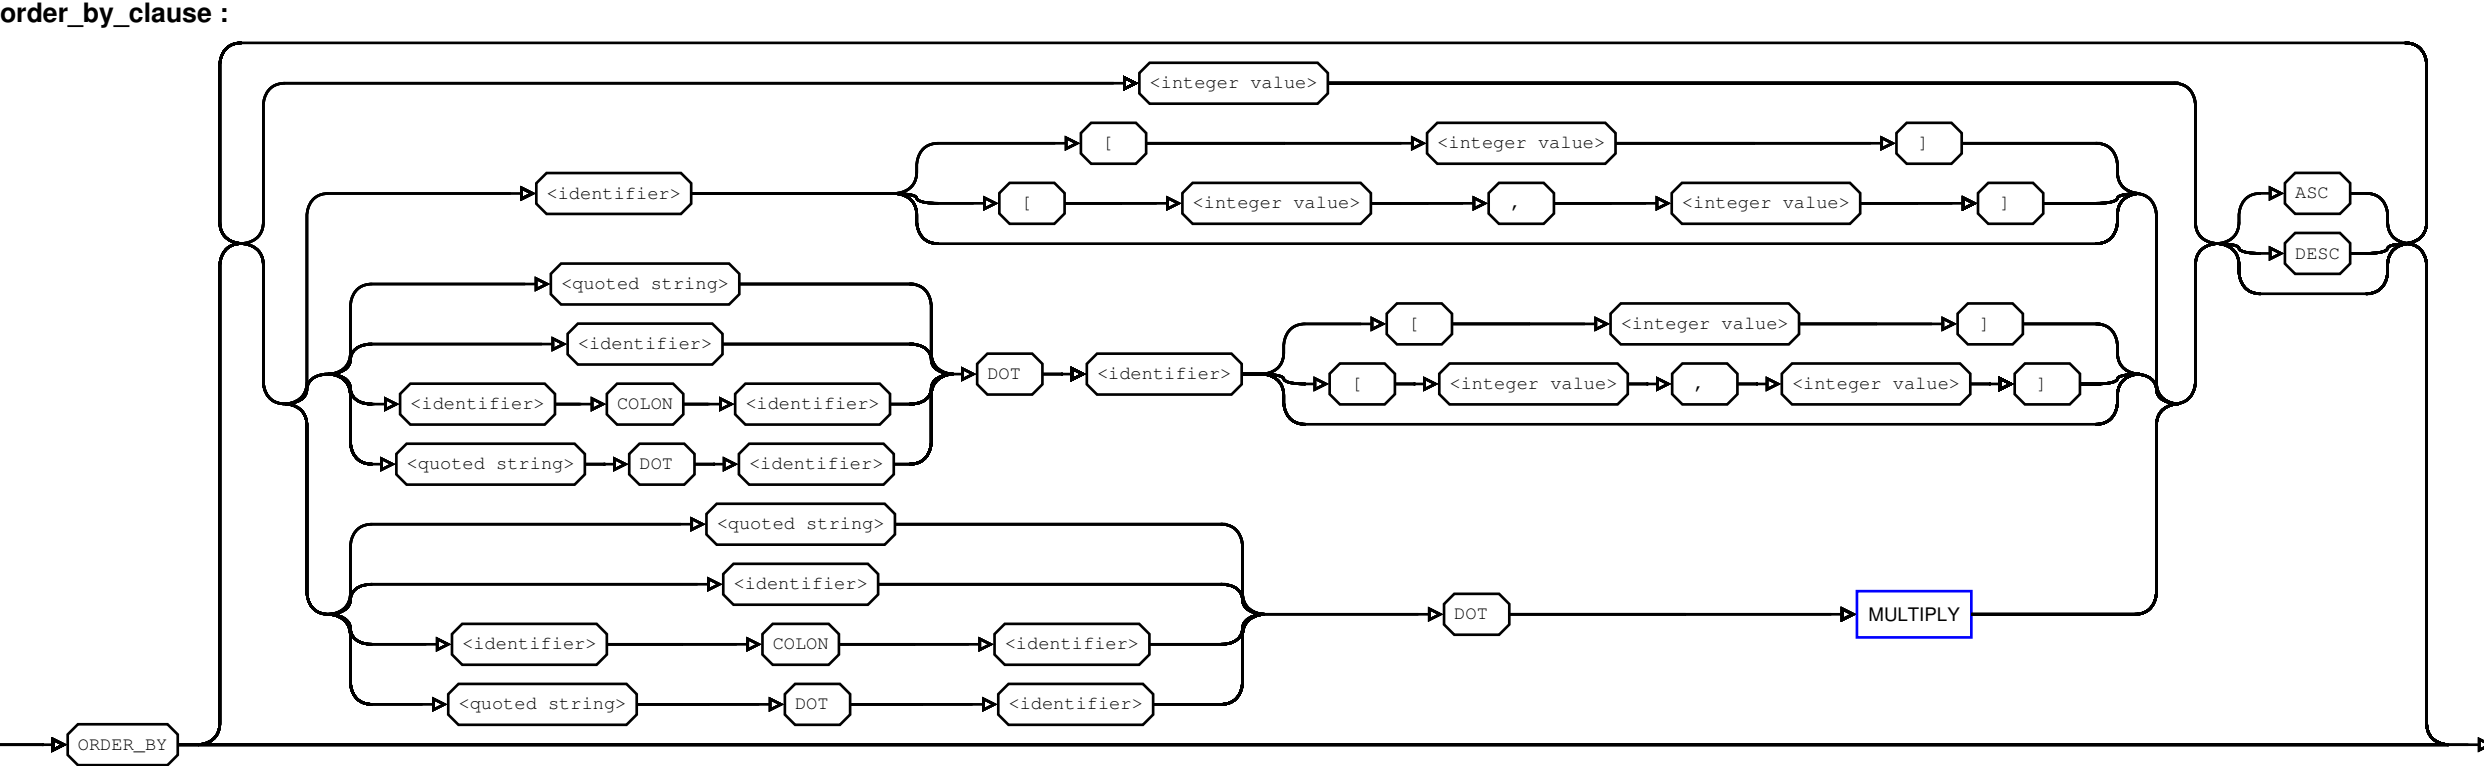 order_by_clause :
<integer value>
[ <integer value> ]
<identifier> [ <integer value> , <integer value> ] ASC
DESC
<quoted string>
[ <integer value> ]
<identifier>
DOT <identifier>
[ <integer value> , <integer value> ]
<identifier> COLON <identifier>
<quoted string> DOT <identifier>
<quoted string>
<identifier>
DOT MULTIPLY
<identifier> COLON <identifier>
<quoted string> DOT <identifier>
ORDER_BY